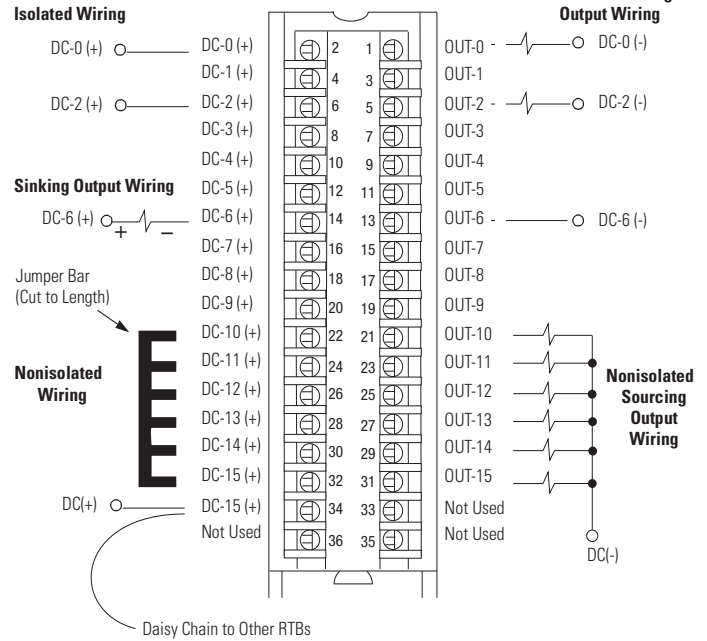 Isolated Wiring
Output Wiring
DC-0 (+) DC-0 (+) 2 1 OUT-0 DC-0 (-)
DC-1 (+) 4 3 OUT-1
DC-2 (+) DC-2 (+) 6 5 OUT-2 DC-2 (-)
DC-3 (+) 8 7 OUT-3
DC-4 (+) 10 9 OUT-4
Sinking Output Wiring
DC-5 (+) 12 11 OUT-5
DC-6 (+) + – DC-6 (+) 14 13 OUT-6 DC-6 (-)
DC-7 (+) 16 15 OUT-7
Jumper Bar
(Cut to Length)
DC-8 (+) 18 17 OUT-8
DC-9 (+) 20 19 OUT-9
DC-10 (+) 22 21 OUT-10
DC-11 (+) 24 23 OUT-11
Nonisolated
Wiring
DC-12 (+) 26 25 OUT-12
Nonisolated
Sourcing
Output
Wiring
DC-13 (+) 28 27 OUT-13
DC-14 (+) 30 29 OUT-14
DC-15 (+) 32 31 OUT-15
DC(+) DC-15 (+) 34 33 Not Used
Not Used 36 35 Not Used
DC(-)
Daisy Chain to Other RTBs